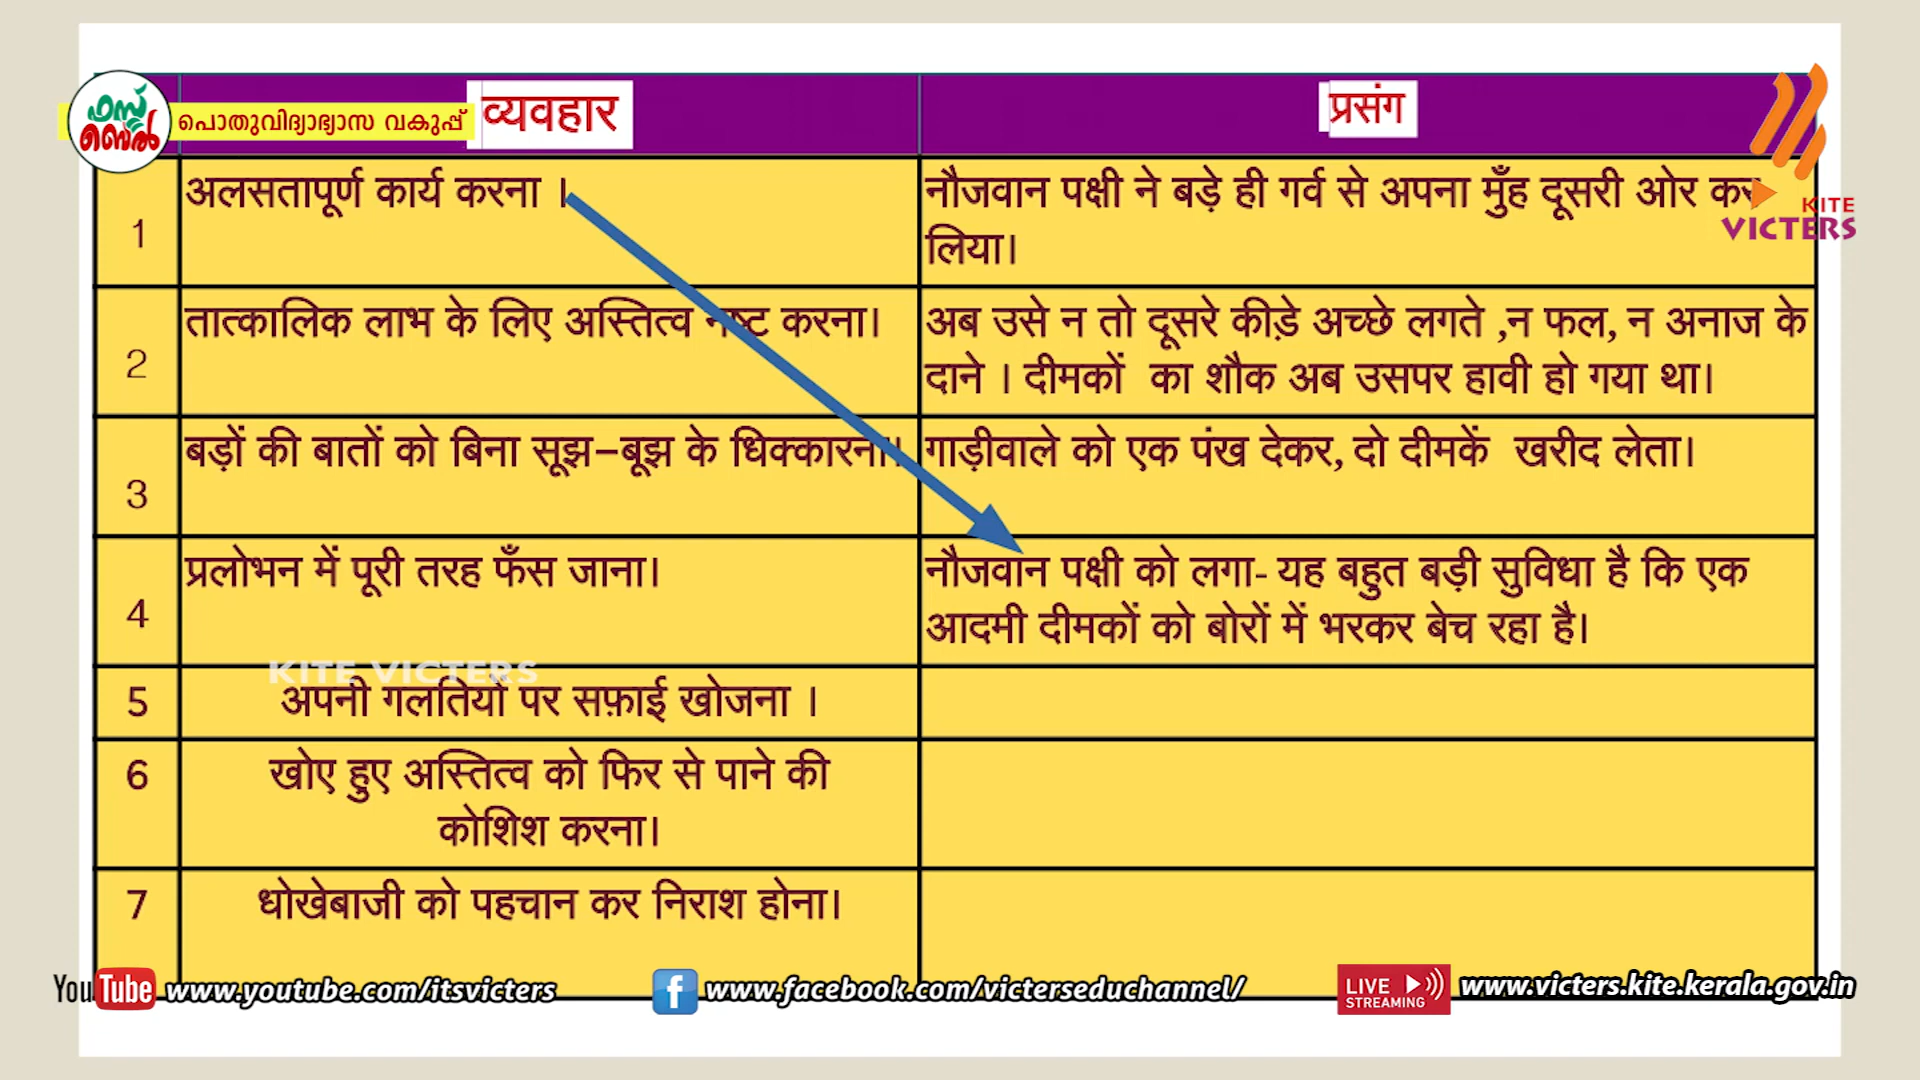 ഫസ്റ്റ് ബെൽ
പൊതുവിദ്യാഭ്യാസ വകുപ്പ്
व्यवहार
प्रसंग
KITE
VICTERS
1
अलसतापूर्ण कार्य करना ।
नौजवान पक्षी ने बड़े ही गर्व से अपना मुँह दूसरी ओर कर
लिया।
2
तात्कालिक लाभ के लिए अस्तित्व नष्ट करना।
अब उसे न तो दूसरे कीड़े अच्छे लगते ,न फल, न अनाज के
दाने । दीमकों का शौक अब उसपर हावी हो गया था।
3
बड़ों की बातों को बिना सूझ–बूझ के धिक्कारना।
गाड़ीवाले को एक पंख देकर, दो दीमकें खरीद लेता।
4
प्रलोभन में पूरी तरह फँस जाना।
नौजवान पक्षी को लगा- यह बहुत बड़ी सुविधा है कि एक
आदमी दीमकों को बोरों में भरकर बेच रहा है।
KITE VICTERS
5
अपनी गलतियों पर सफ़ाई खोजना ।
6
खोए हुए अस्तित्व को फिर से पाने की
कोशिश करना।
7
धोखेबाजी को पहचान कर निराश होना।
YouTube www.youtube.com/itsvicters
f www.facebook.com/victerseduchannel/
LIVE STREAMING www.victers.kite.kerala.gov.in